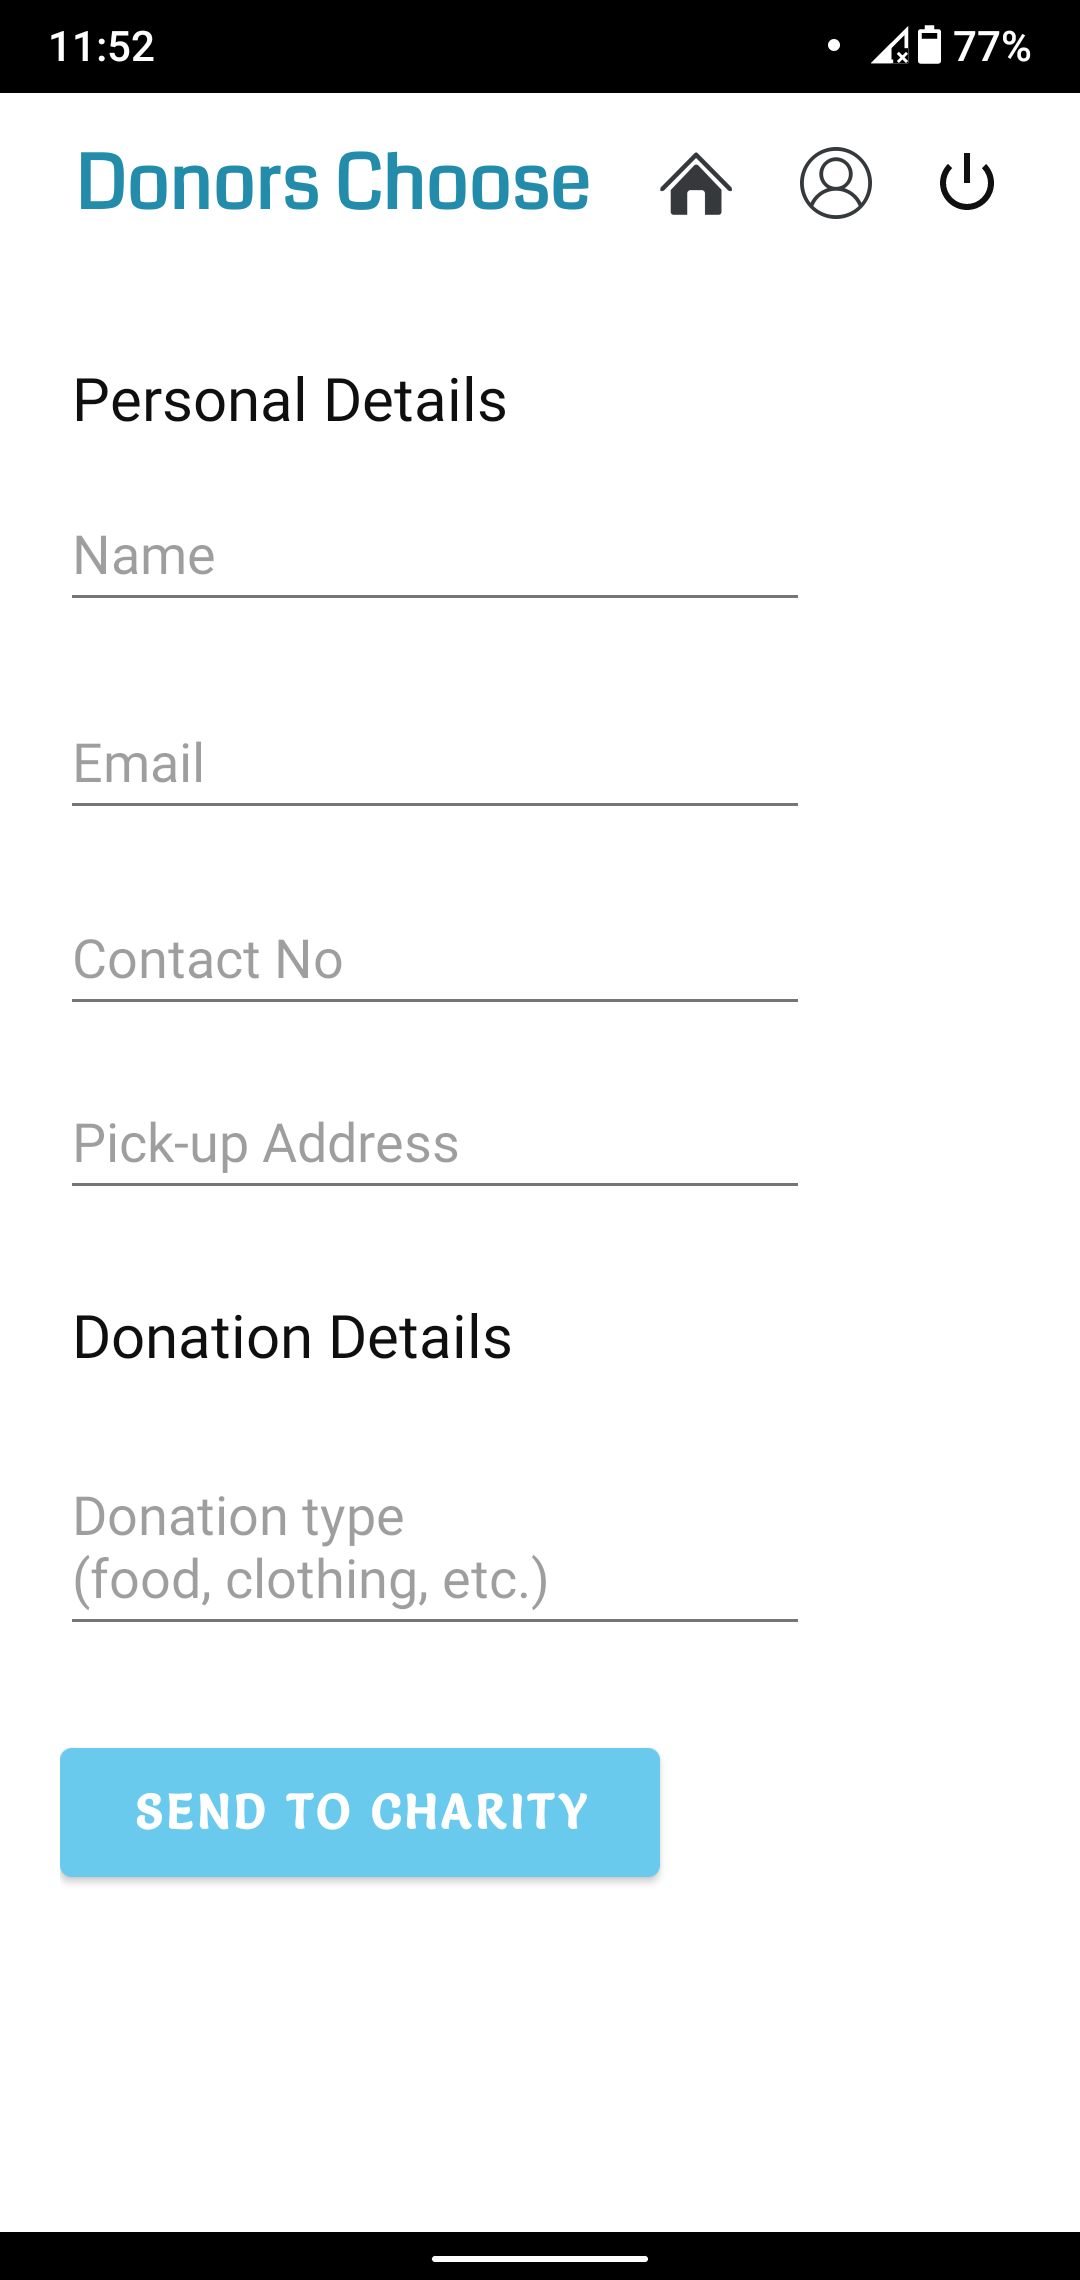 11:52
77%
Donors Choose
Personal Details
Name
Email
Contact No
Pick-up Address
Donation Details
Donation type
(food, clothing, etc.)
SEND TO CHARITY